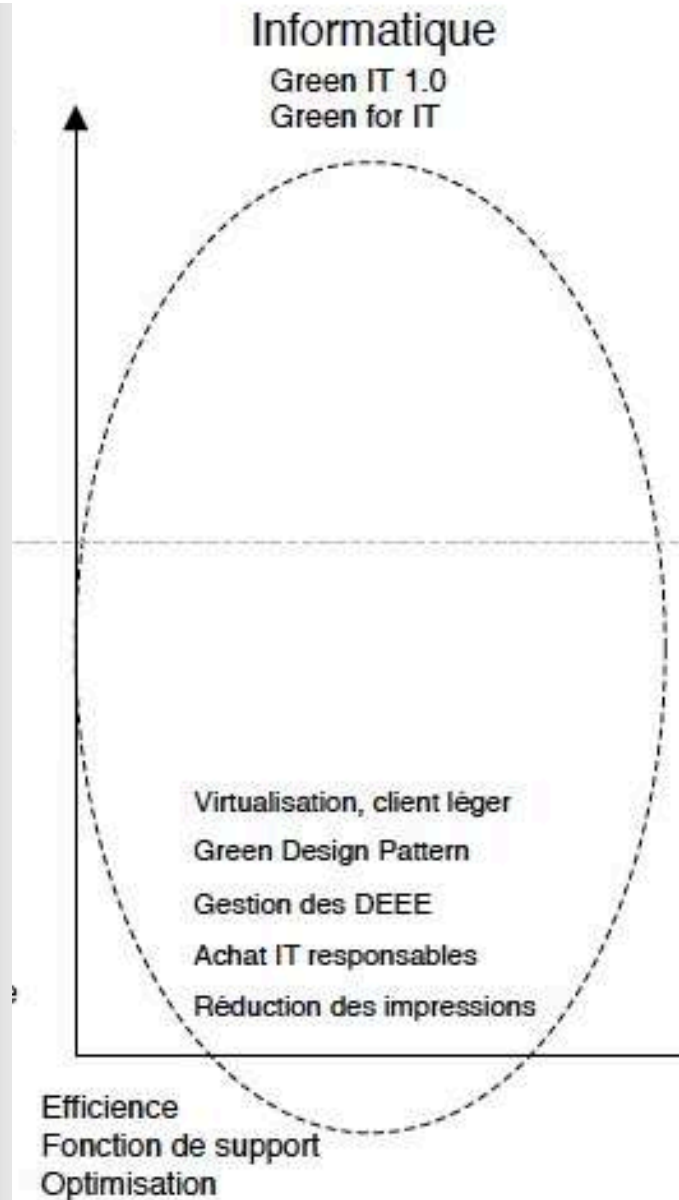 Informatique
Green IT 1.0
Green for IT
Virtualisation, client léger
Green Design Pattern
Gestion des DEEE
Achat IT responsables
Réduction des impressions
Efficience
Fonction de support
Optimisation